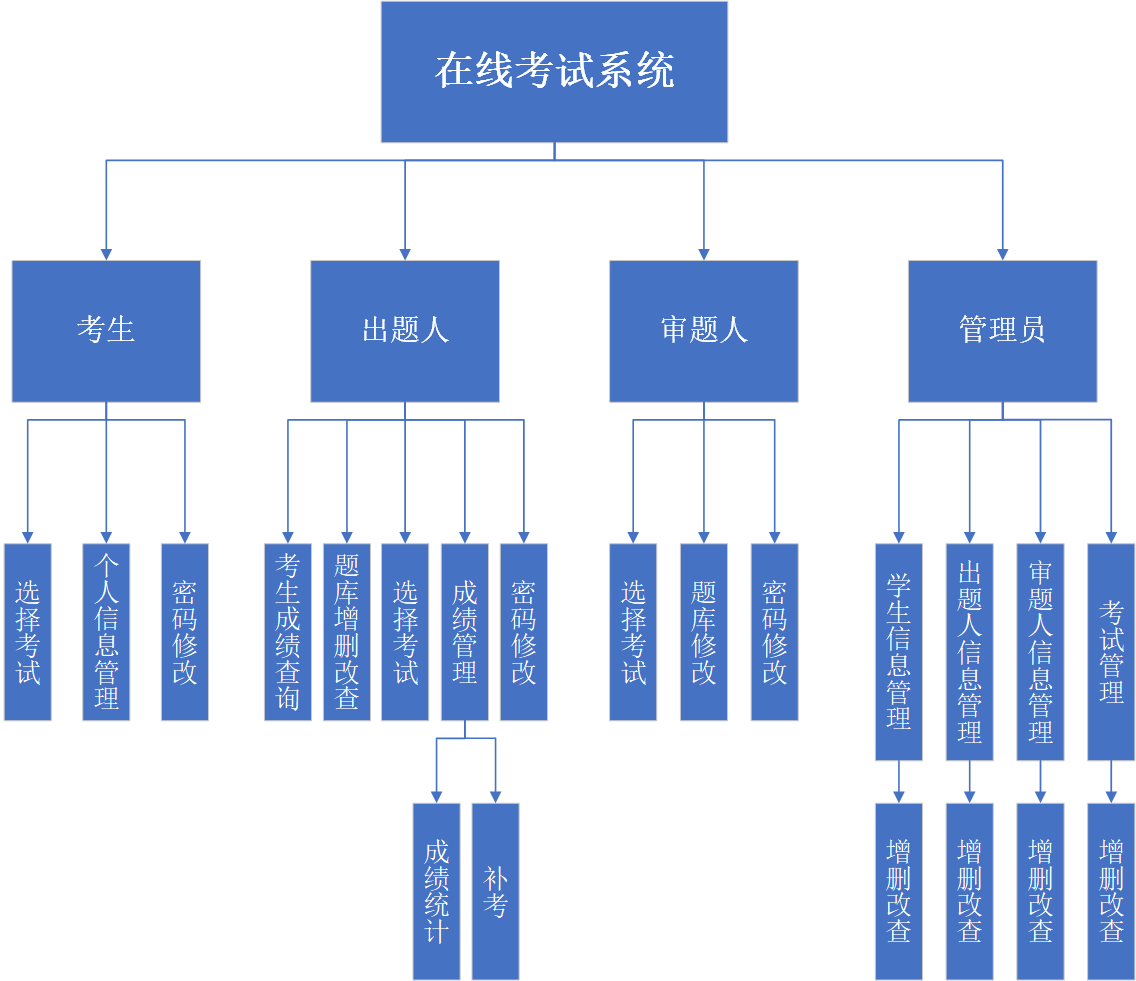 在线考试系统
考生
出题人
审题人
管理员
选择考试
个人信息管理
密码修改
考生成绩查询
题库增删改查
选择考试
成绩管理
密码修改
选择考试
题库修改
密码修改
学生信息管理
出题人信息管理
审题人信息管理
考试管理
成绩统计
补考
增删改查
增删改查
增删改查
增删改查